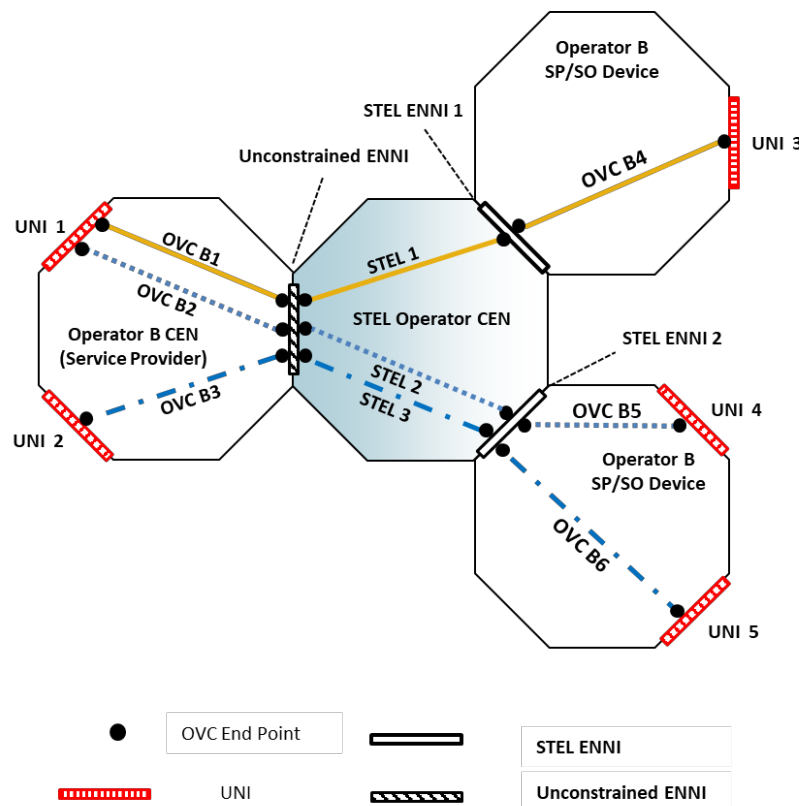 Operator B
SP/SO Device
STEL ENNI 1
Unconstrained ENNI
UNI 3
OVC B4
UNI 1
OVC B1
STEL 1
OVC B2
Operator B CEN
(Service Provider)
STEL Operator CEN
STEL ENNI 2
STEL 2
OVC B3
STEL 3
OVC B5
UNI 4
UNI 2
Operator B
SP/SO Device
OVC B6
UNI 5
OVC End Point
STEL ENNI
UNI
Unconstrained ENNI